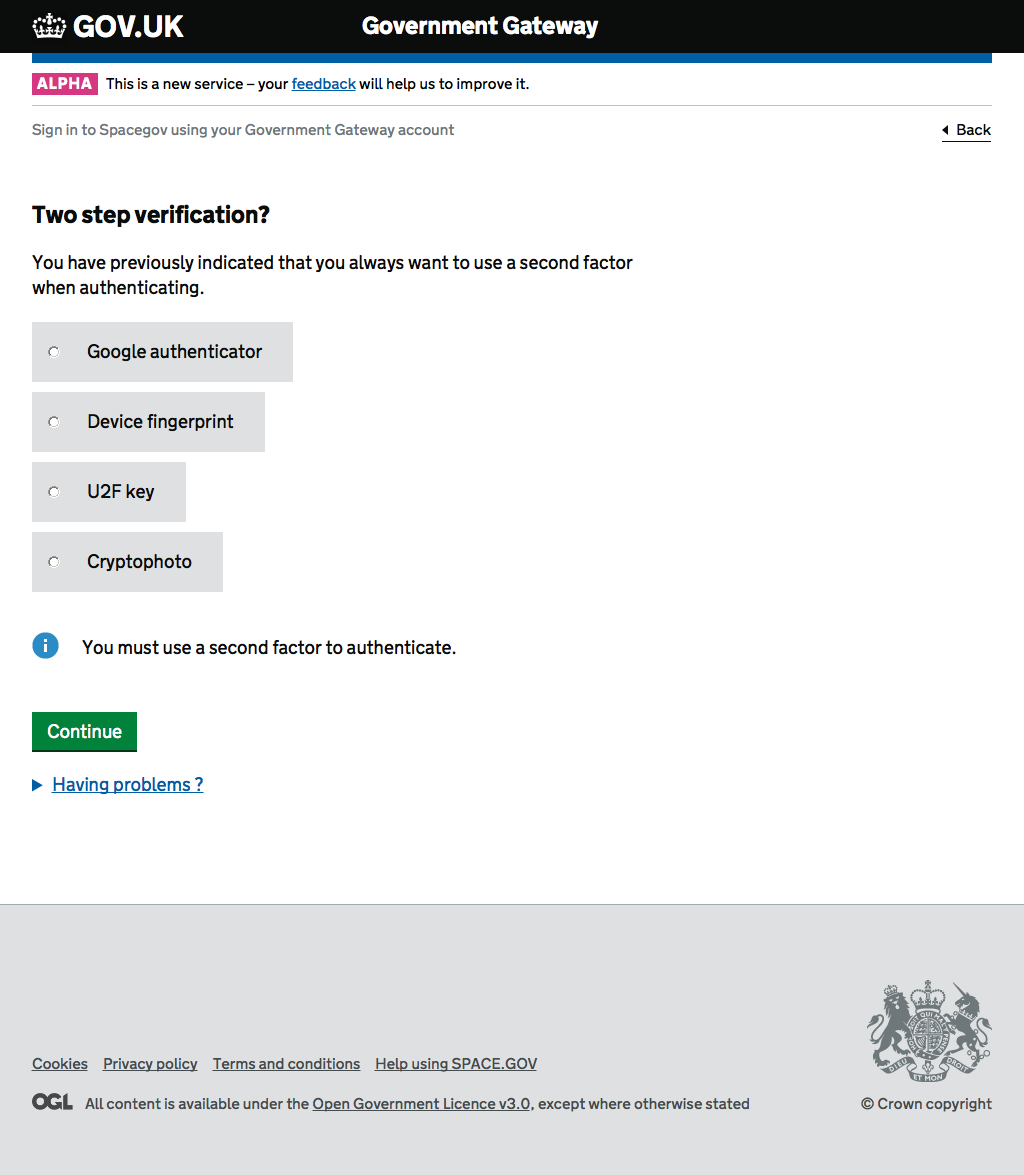 GOV.UK Government Gateway
ALPHA This is a new service – your feedback will help us to improve it.
Sign in to Spacegov using your Government Gateway account Back
Two step verification?
You have previously indicated that you always want to use a second factor
when authenticating.
Google authenticator
Device fingerprint
U2F key
Cryptophoto
i You must use a second factor to authenticate.
Continue
Having problems ?
Cookies Privacy policy Terms and conditions Help using SPACE.GOV
DIEU ET MON DROIT
OGL All content is available under the Open Government Licence v3.0, except where otherwise stated © Crown copyright